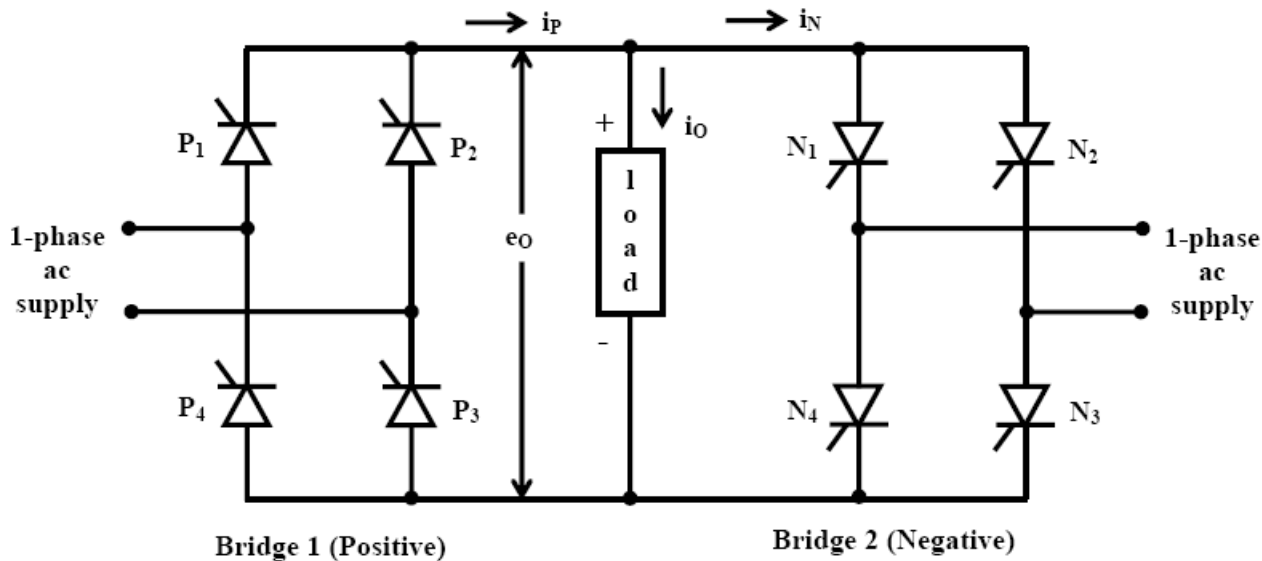 iP
iN
P1
P2
+
iO
N1
N2
l
o
a
d
1-phase
ac
supply
eO
1-phase
ac
supply
-
P4
P3
N4
N3
Bridge 1 (Positive)
Bridge 2 (Negative)